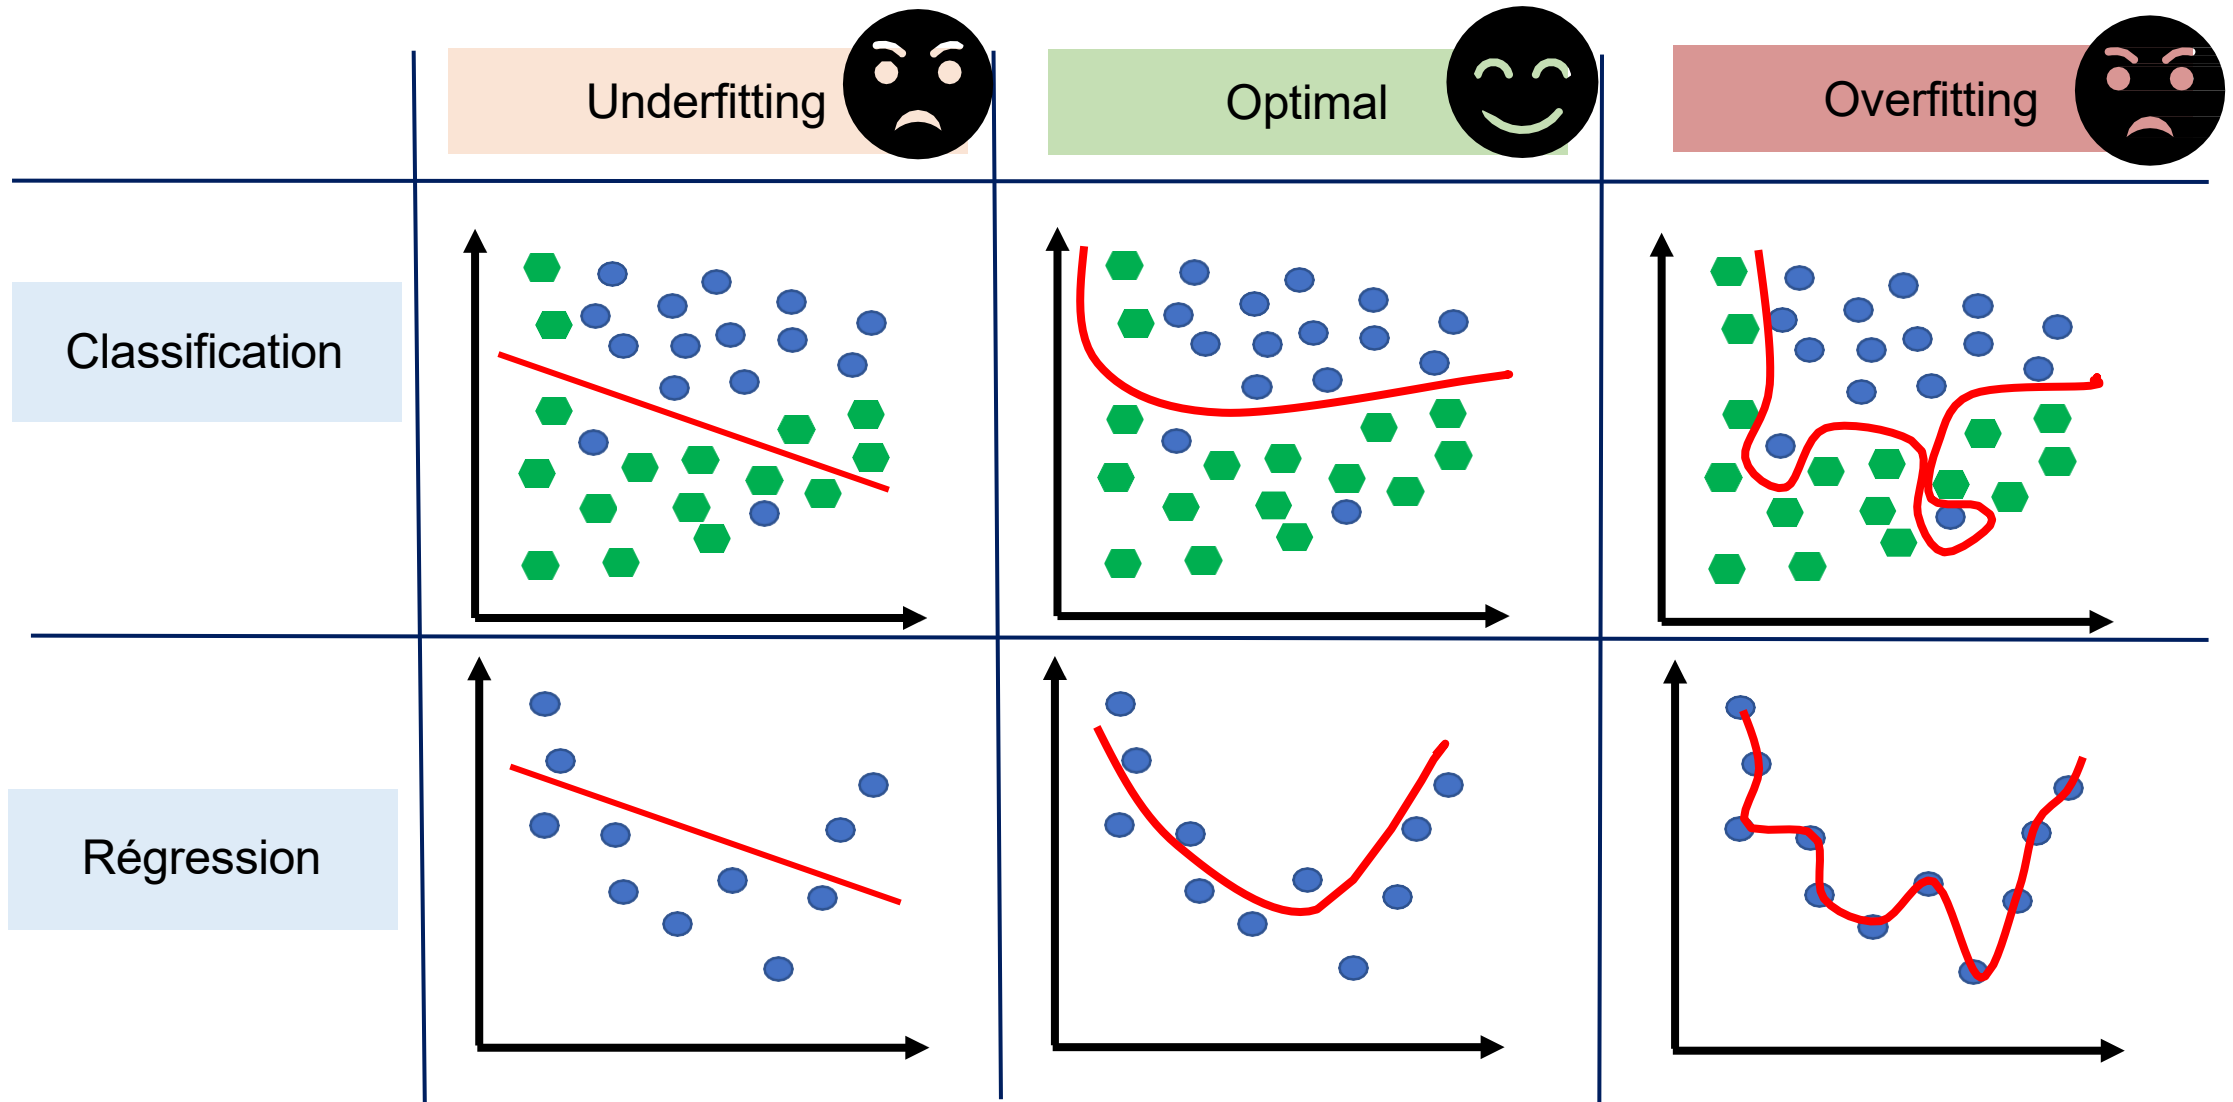 Underfitting
Optimal
Overfitting
Classification
Régression